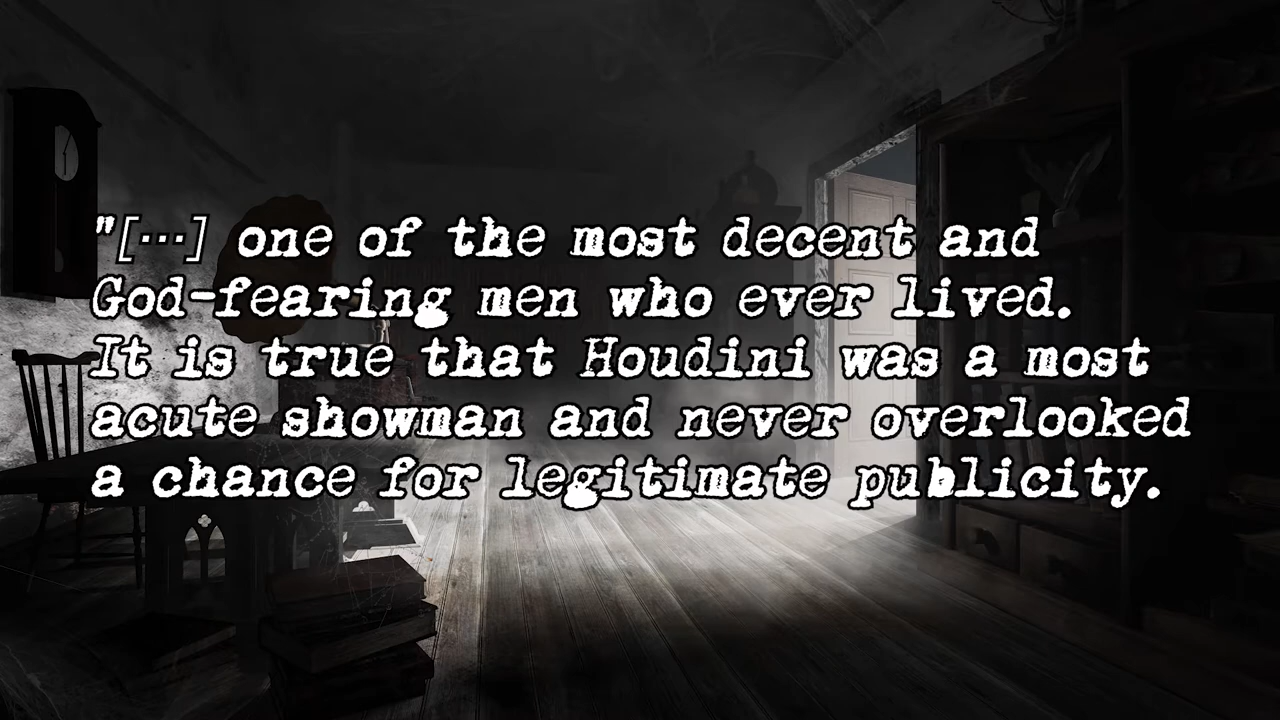 "[…] one of the most decent and
God-fearing men who ever lived.
It is true that Houdini was a most
acute showman and never overlooked
a chance for legitimate publicity.